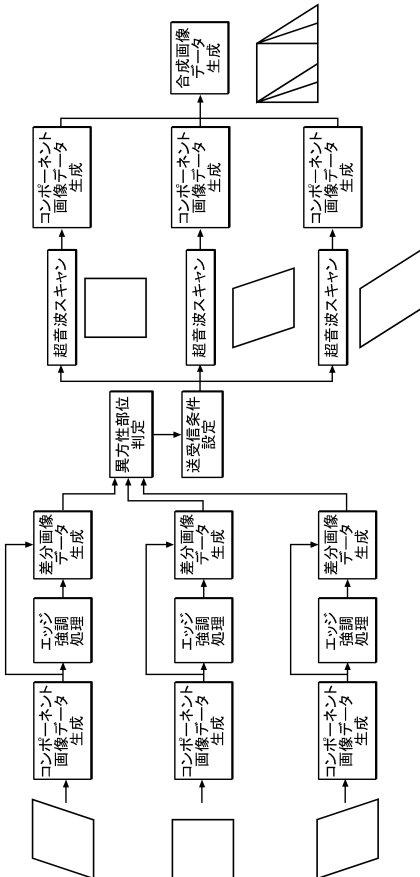 コンポーネント
画像データ
生成
エッジ
強調
処理
差分画像
データ
生成
コンポーネント
画像データ
生成
エッジ
強調
処理
差分画像
データ
生成
コンポーネント
画像データ
生成
エッジ
強調
処理
差分画像
データ
生成
異方性部位
判定
送受信条件
設定
超音波スキャン
コンポーネント
画像データ
生成
超音波スキャン
コンポーネント
画像データ
生成
超音波スキャン
コンポーネント
画像データ
生成
合成画像
データ
生成